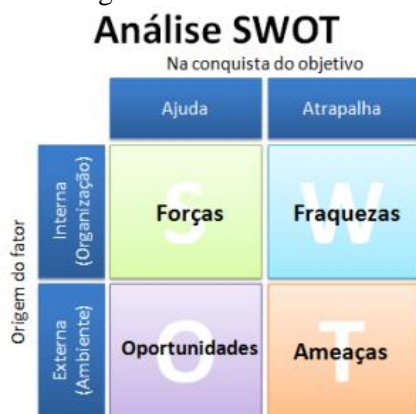 Análise SWOT
Na conquista do objetivo
Ajuda
Atrapalha
Origem do fator
Interna
(Organização)
S
Forças
W
Fraquezas
Externa
(Ambiente)
O
Oportunidades
T
Ameaças